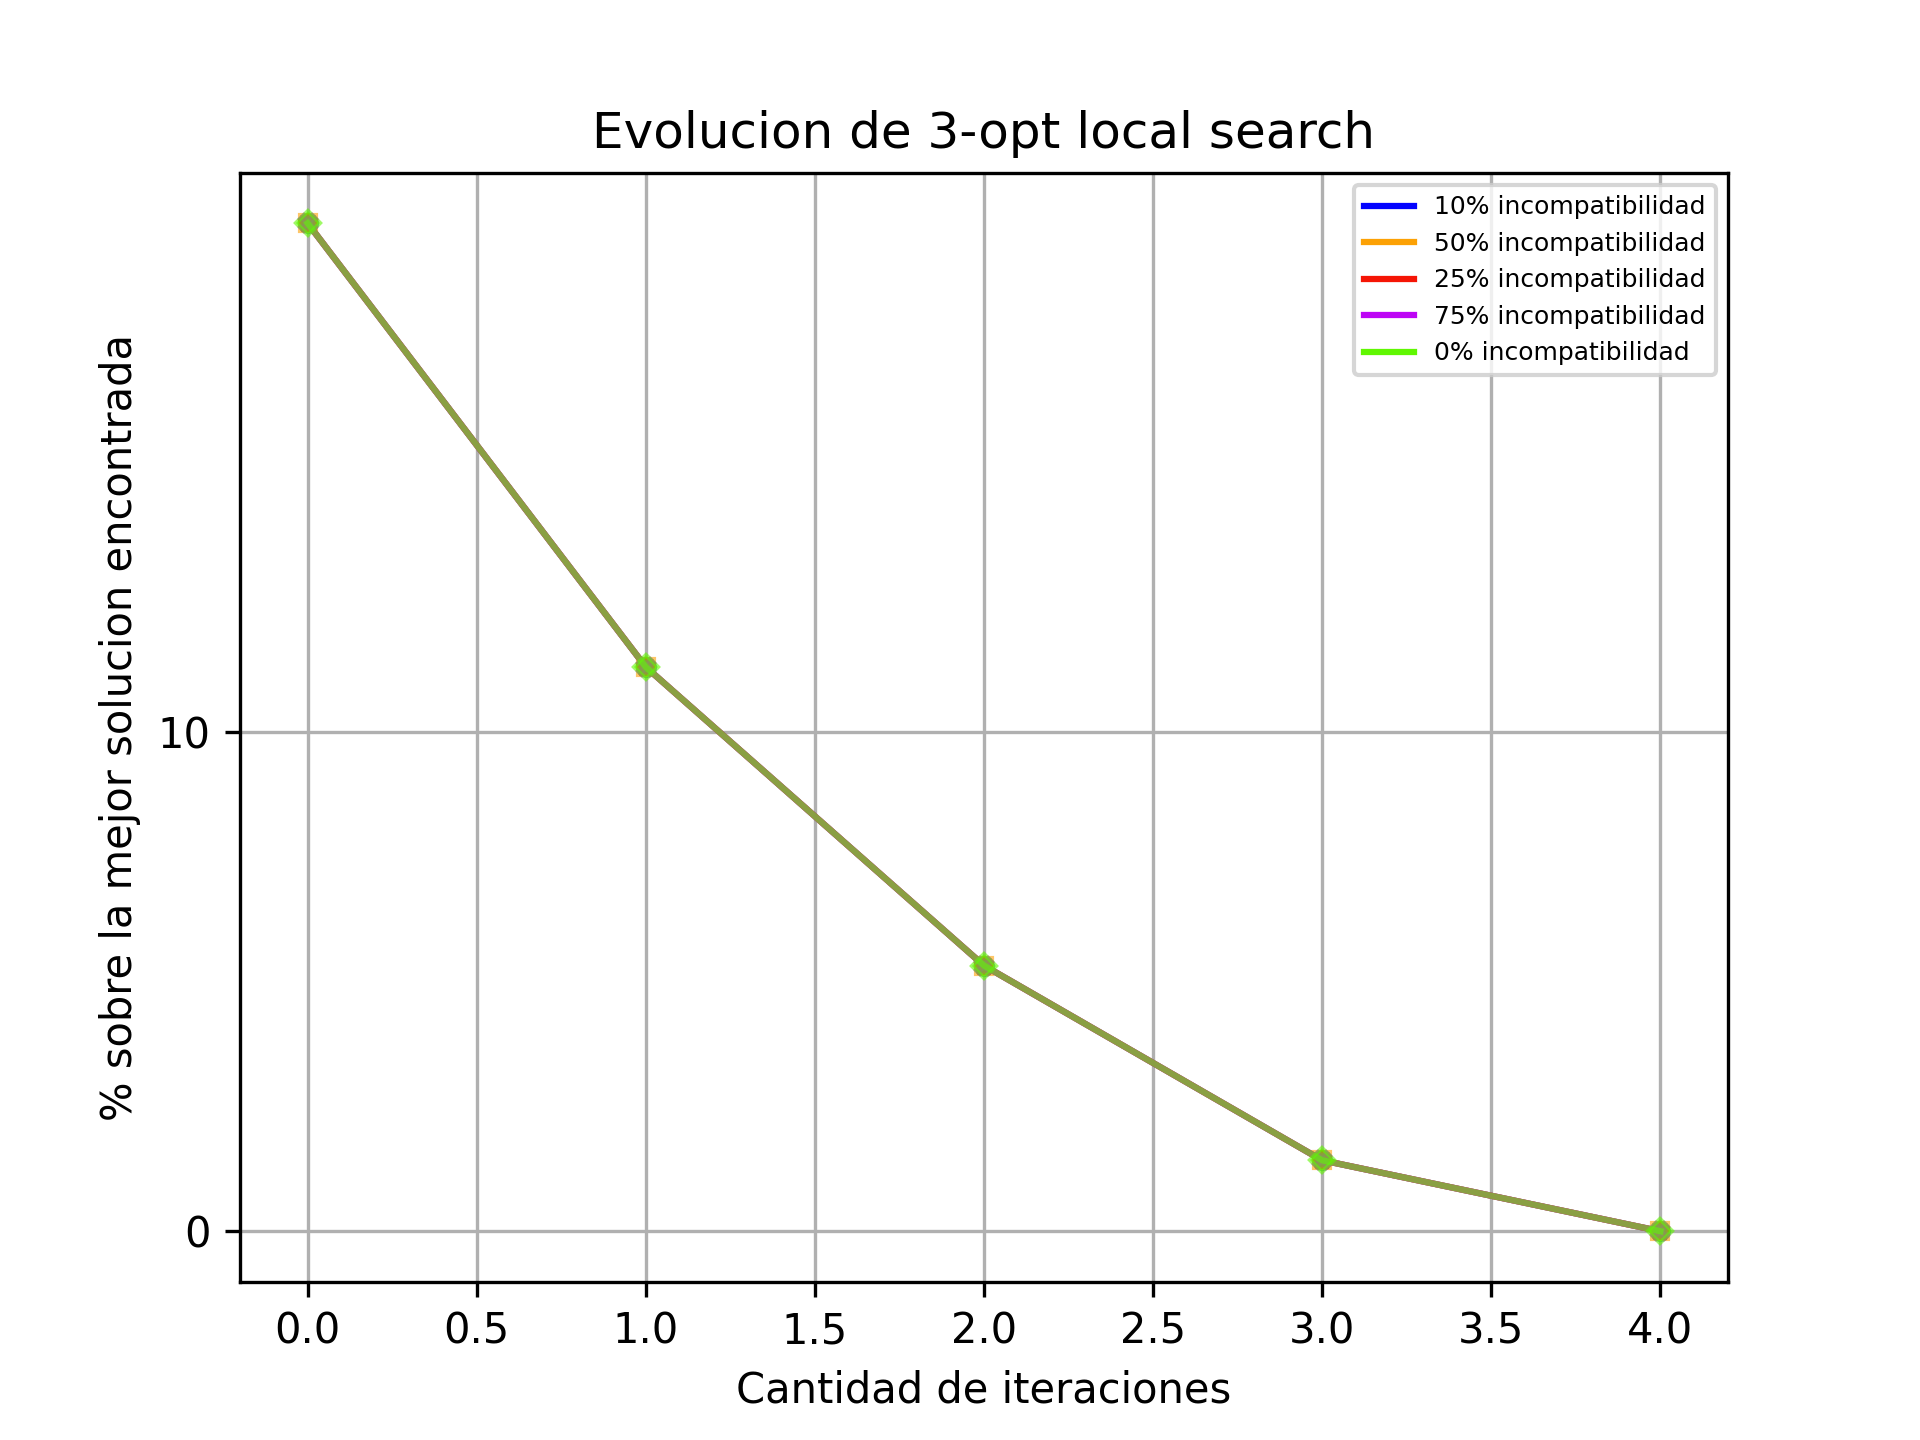 Evolucion de 3-opt local search
10% incompatibilidad
50% incompatibilidad
25% incompatibilidad
75% incompatibilidad
0% incompatibilidad
% sobre la mejor solucion encontrada
10
0
0.0 0.5 1.0 1.5 2.0 2.5 3.0 3.5 4.0
Cantidad de iteraciones